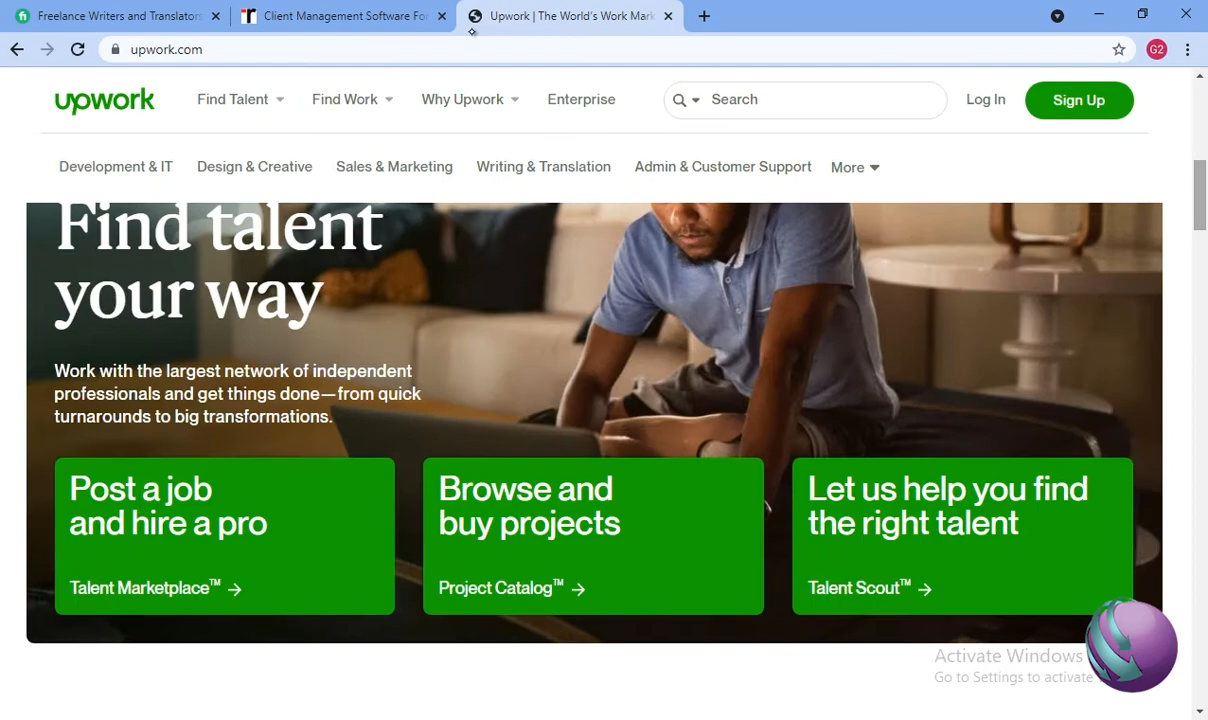 Freelance Writers and Translators
Client Management Software For
Upwork | The World's Work Mark
upwork.com
G2
upwork
Find Talent
Find Work
Why Upwork
Enterprise
Search
Log In
Sign Up
Development & IT
Design & Creative
Sales & Marketing
Writing & Translation
Admin & Customer Support
More
Find talent
your way
Work with the largest network of independent
professionals and get things done—from quick
turnarounds to big transformations.
Post a job
and hire a pro
Talent Marketplace™ →
Browse and
buy projects
Project Catalog™ →
Let us help you find
the right talent
Talent Scout™ →
Activate Windows
Go to Settings to activate